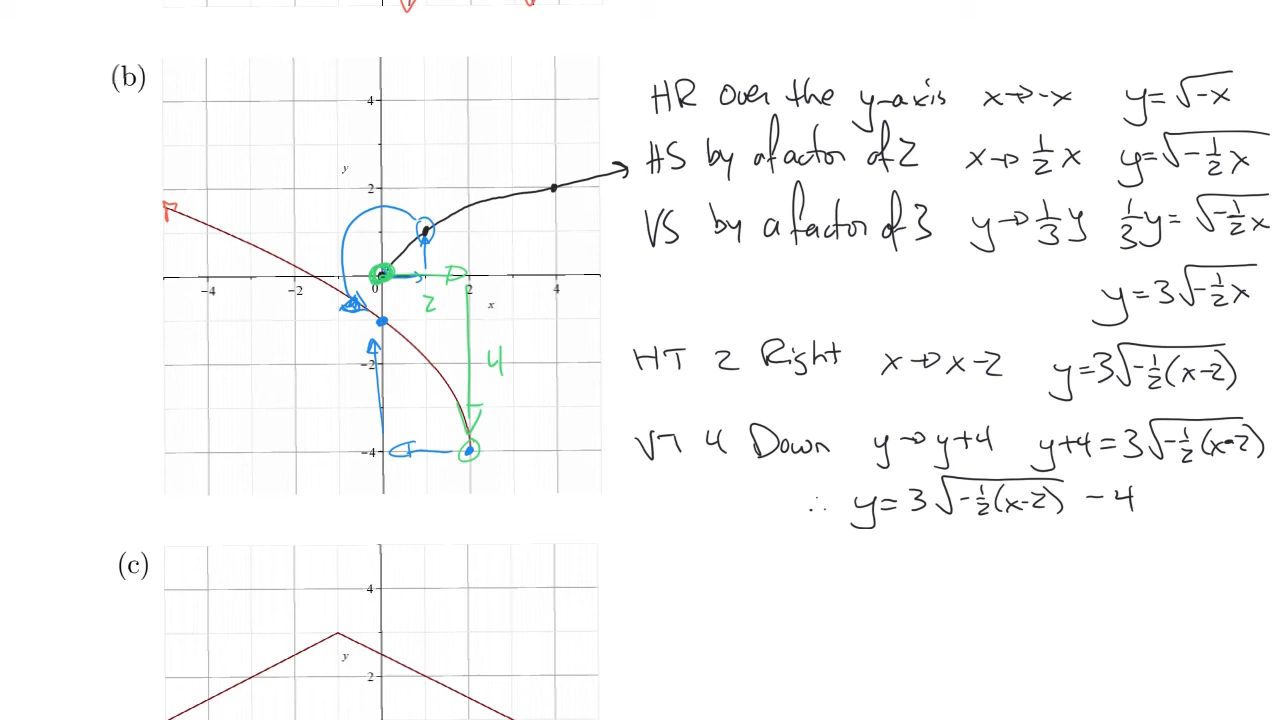 (b)
HR over the y-axis x→-x y=√-x
HS by a factor of 2 x→1/2x y=√-1/2x
VS by a factor of 3 y→1/3y 1/3y=√-1/2x
y=3√-1/2x
HT 2 Right x→x-2 y=3√-1/2(x-2)
VT 4 Down y→y+4 y+4=3√-1/2(x-2)
∴ y=3√-1/2(x-2) -4
4
y
2
-4 -2 0 2 4
x
2
-2
4
-4
(c)
4
y
2